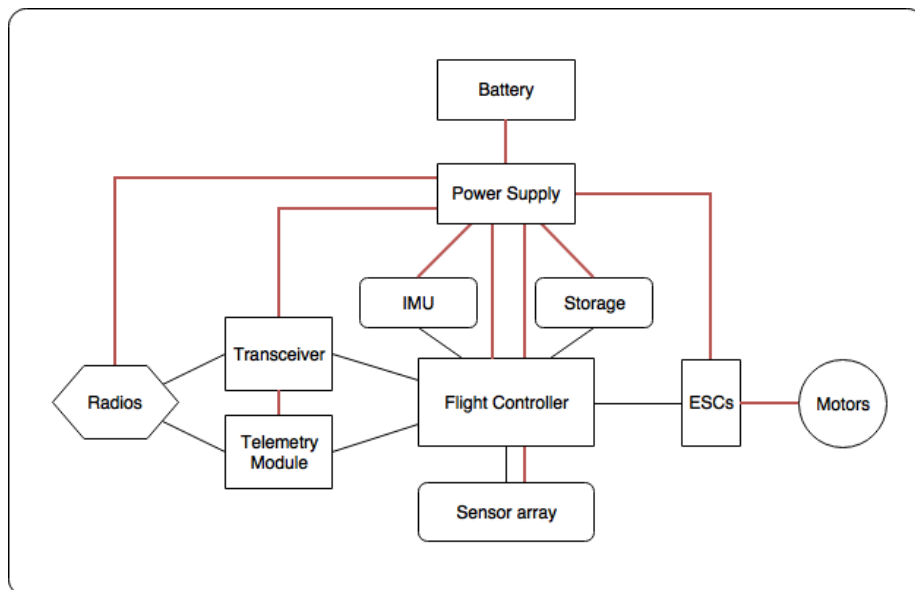 Battery
Power Supply
IMU
Storage
Transceiver
Radios
Flight Controller
ESCs
Motors
Telemetry
Module
Sensor array